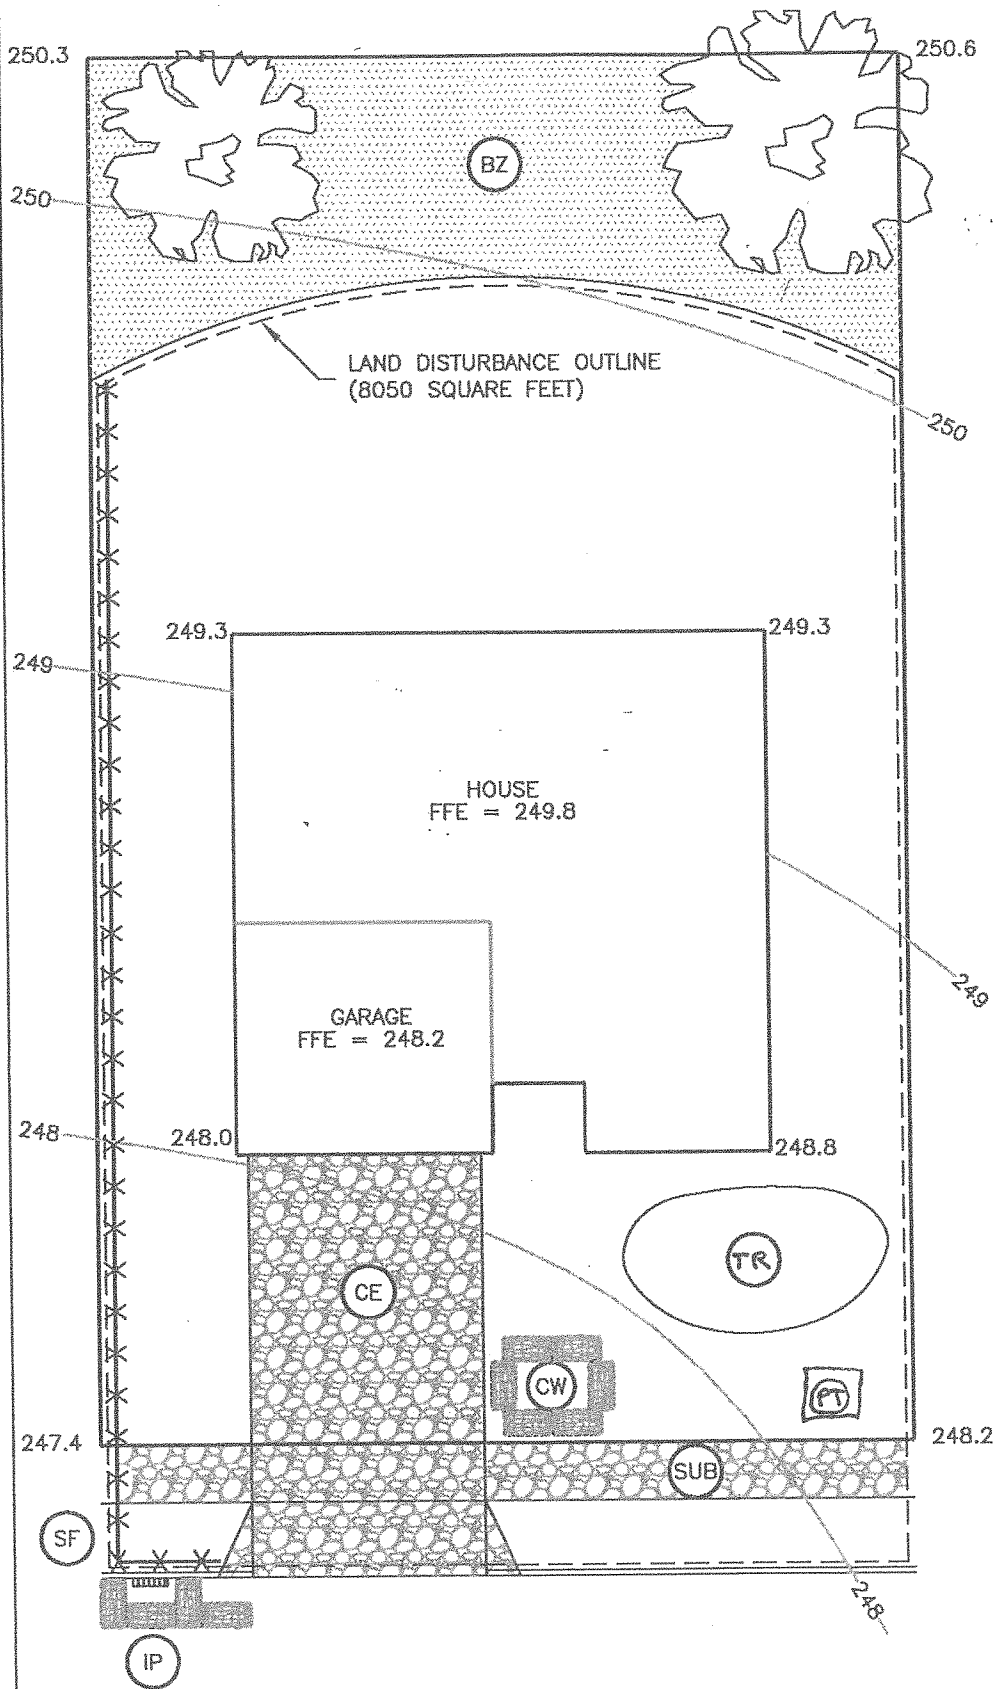 250.3
250.6
BZ
250
LAND DISTURBANCE OUTLINE
(8050 SQUARE FEET)
250
249.3
249.3
249
HOUSE
FFE = 249.8
249
GARAGE
FFE = 248.2
248
248.0
248.8
TR
CE
CW
PT
247.4
248.2
SUB
SF
248
IP